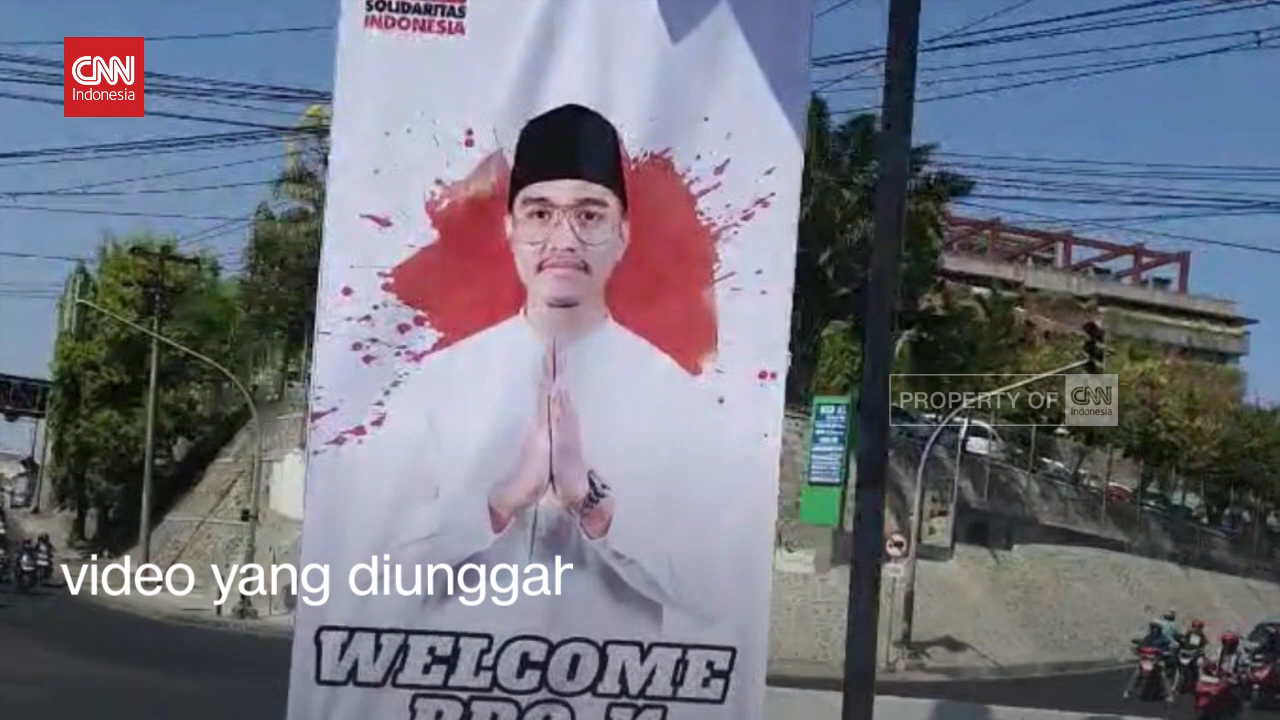 SOLIDARITAS
INDONESIA
CNN
Indonesia
PROPERTY OF CNN
Indonesia
video yang diunggah
WELCOME